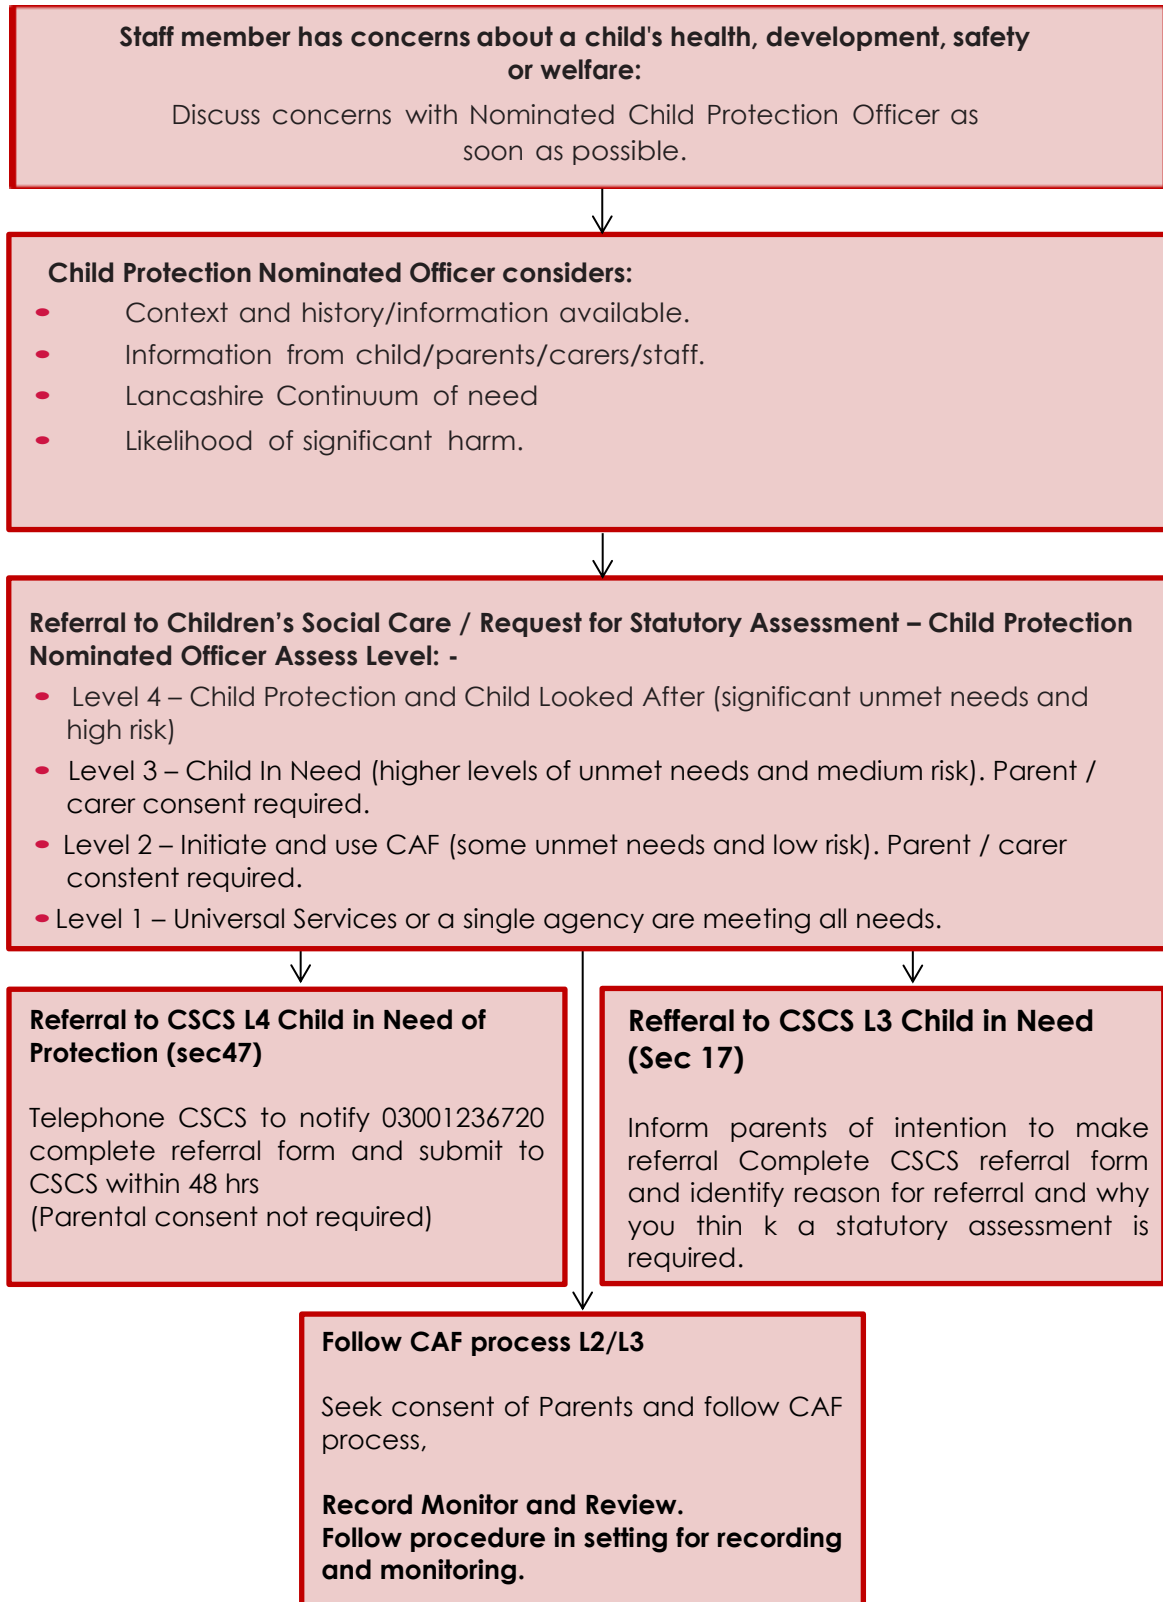 Staff member has concerns about a child's health, development, safety
or welfare:
Discuss concerns with Nominated Child Protection Officer as
soon as possible.
Child Protection Nominated Officer considers:
• Context and history/information available.
• Information from child/parents/carers/staff.
• Lancashire Continuum of need
• Likelihood of significant harm.
Referral to Children’s Social Care / Request for Statutory Assessment – Child Protection
Nominated Officer Assess Level: -
• Level 4 – Child Protection and Child Looked After (significant unmet needs and
high risk)
• Level 3 – Child In Need (higher levels of unmet needs and medium risk). Parent /
carer consent required.
• Level 2 – Initiate and use CAF (some unmet needs and low risk). Parent / carer
constent required.
• Level 1 – Universal Services or a single agency are meeting all needs.
Referral to CSCS L4 Child in Need of
Protection (sec47)
Telephone CSCS to notify 03001236720
complete referral form and submit to
CSCS within 48 hrs
(Parental consent not required)
Refferal to CSCS L3 Child in Need
(Sec 17)
Inform parents of intention to make
referral Complete CSCS referral form
and identify reason for referral and why
you thin k a statutory assessment is
required.
Follow CAF process L2/L3
Seek consent of Parents and follow CAF
process,
Record Monitor and Review.
Follow procedure in setting for recording
and monitoring.